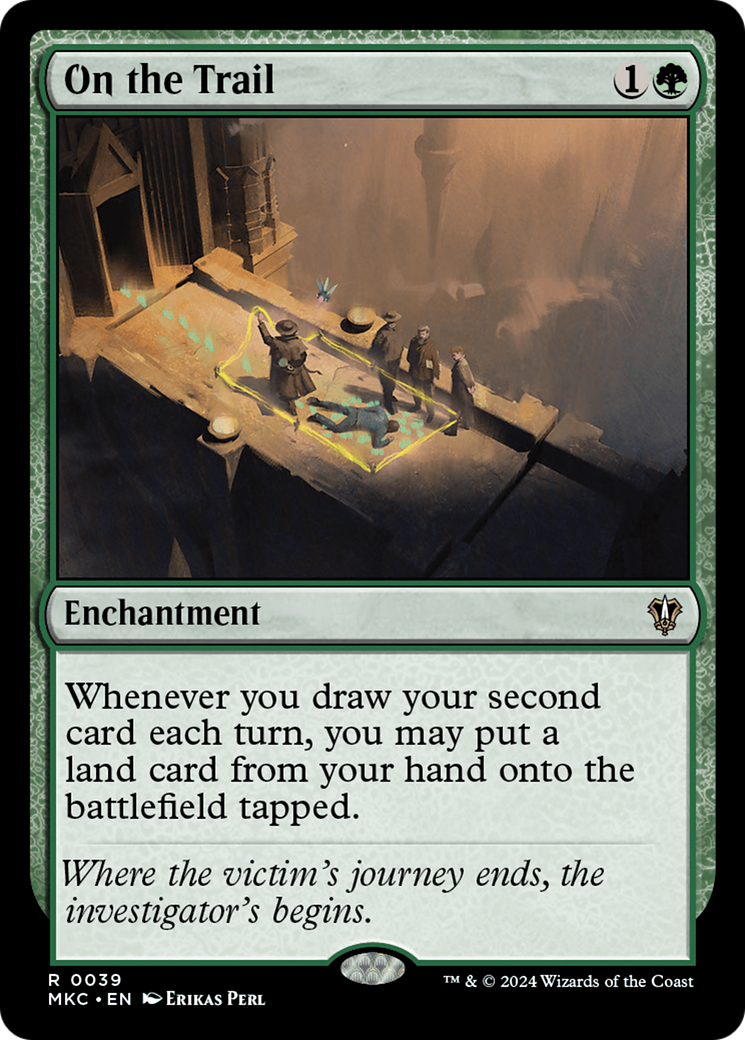 On the Trail 1
Enchantment
Whenever you draw your second
card each turn, you may put a
land card from your hand onto the
battlefield tapped.
Where the victim's journey ends, the
investigator's begins.
R 0039
MKC • EN Erikas Perl
™ & © 2024 Wizards of the Coast